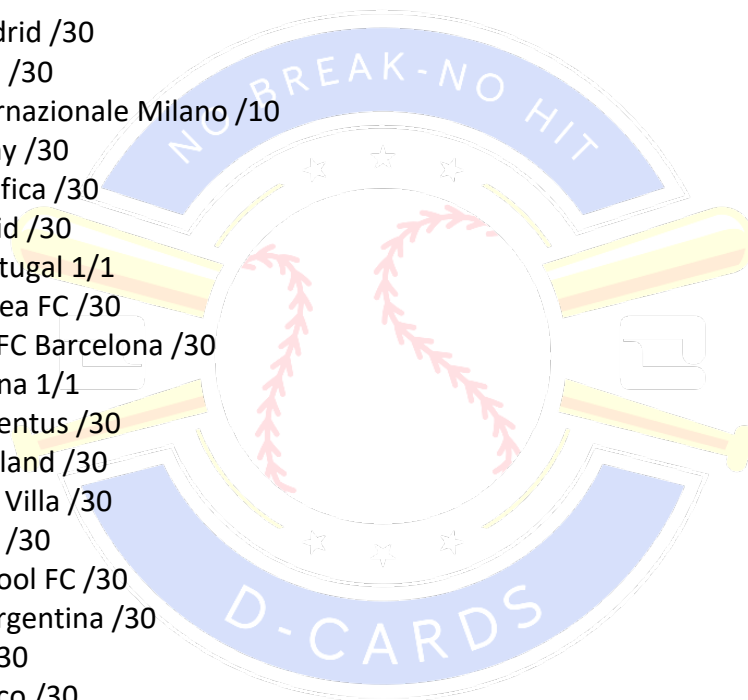 drid /30
/30
rnazionale Milano /10
y /30
fica /30
id /30
tugal 1/1
ea FC /30
FC Barcelona /30
na 1/1
entus /30
land /30
Villa /30
/30
ool FC /30
rgentina /30
30
co /30
NO BREAK-NO HIT
D-CARDS